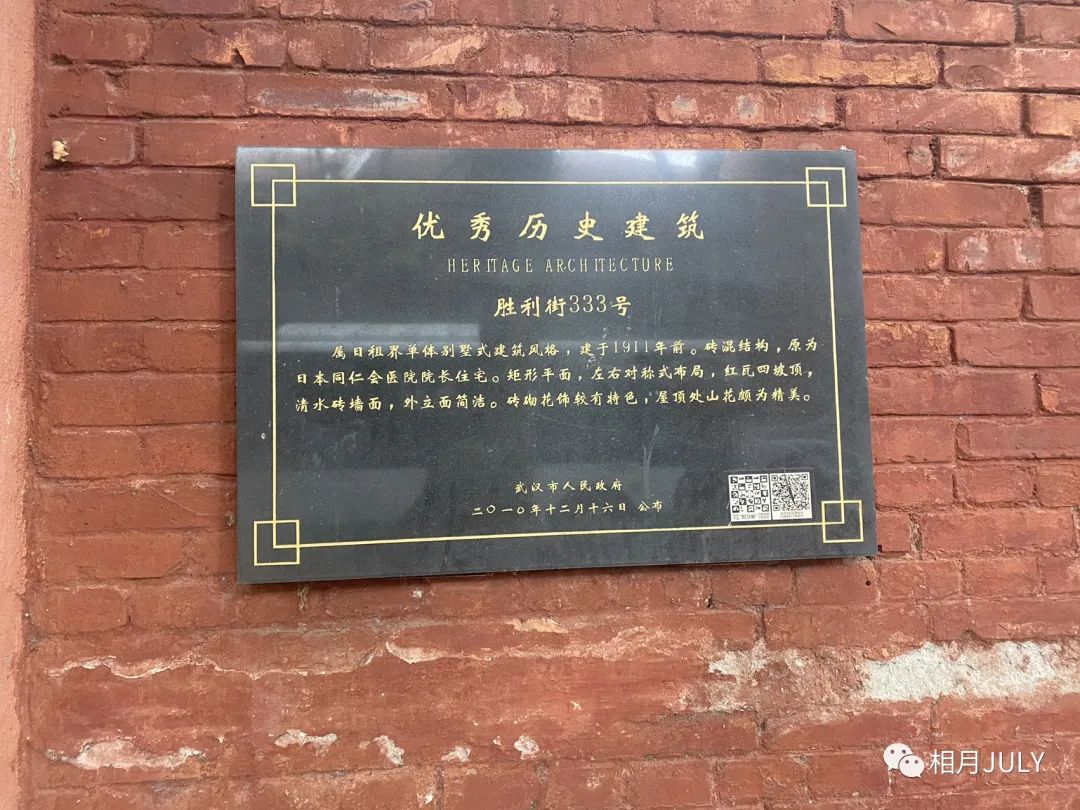 优秀历史建筑
HERITAGE ARCHITECTURE
胜利街333号
属日租界单体别墅式建筑风格，建于1911年前。砖混结构，原为
日本同仁会医院院长住宅。矩形平面，左右对称式布局，红瓦四坡顶，
清水砖墙面，外立面简洁。砖砌花饰较有特色，屋顶处山花颇为精美。
武汉市人民政府
二〇一〇年十二月十六日 公布
相月JULY